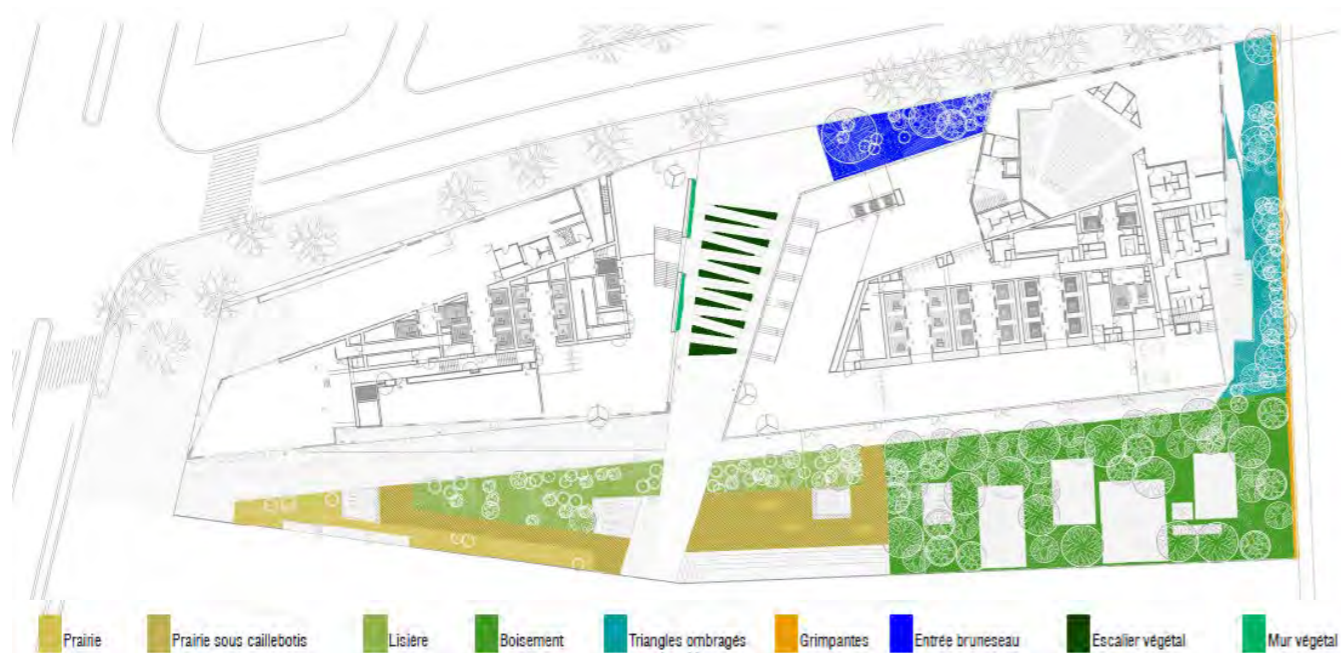 Prairie
Prairie sous caillebotis
Lisière
Boisement
Triangles ombragés
Grimpantes
Entrée bruneseau
Escalier végétal
Mur végétal